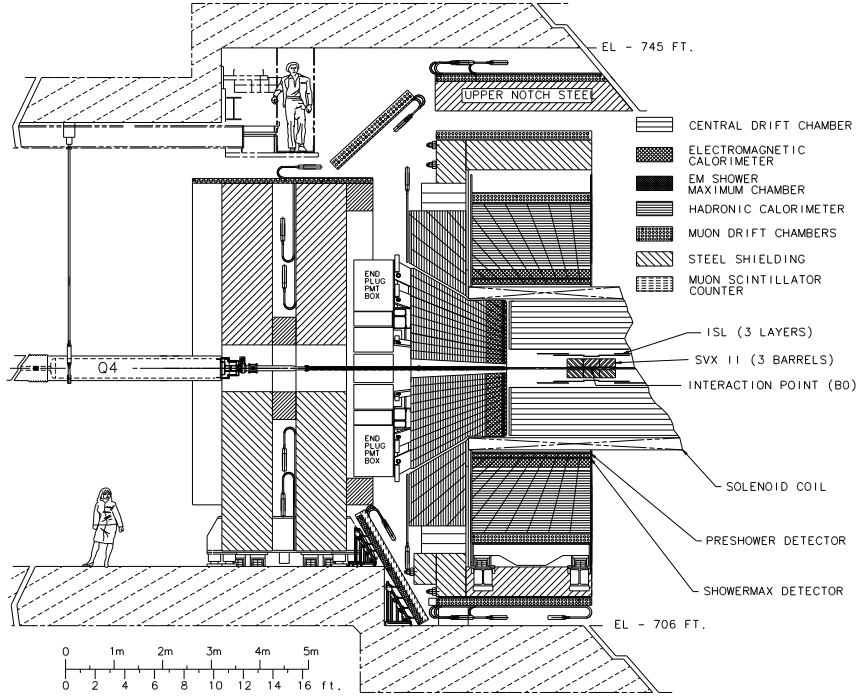 EL - 745 FT.
UPPER NOTCH STEEL
CENTRAL DRIFT CHAMBER
ELECTROMAGNETIC
CALORIMETER
EM SHOWER
MAXIMUM CHAMBER
HADRONIC CALORIMETER
MUON DRIFT CHAMBERS
STEEL SHIELDING
MUON SCINTILLATOR
COUNTER
END
PLUG
PMT
BOX
ISL (3 LAYERS)
SVX II (3 BARRELS)
INTERACTION POINT (B0)
Q4
END
PLUG
PMT
BOX
SOLENOID COIL
PRESHOWER DETECTOR
SHOWERMAX DETECTOR
EL - 706 FT.
0 1m 2m 3m 4m 5m
0 2 4 6 8 10 12 14 16 ft.